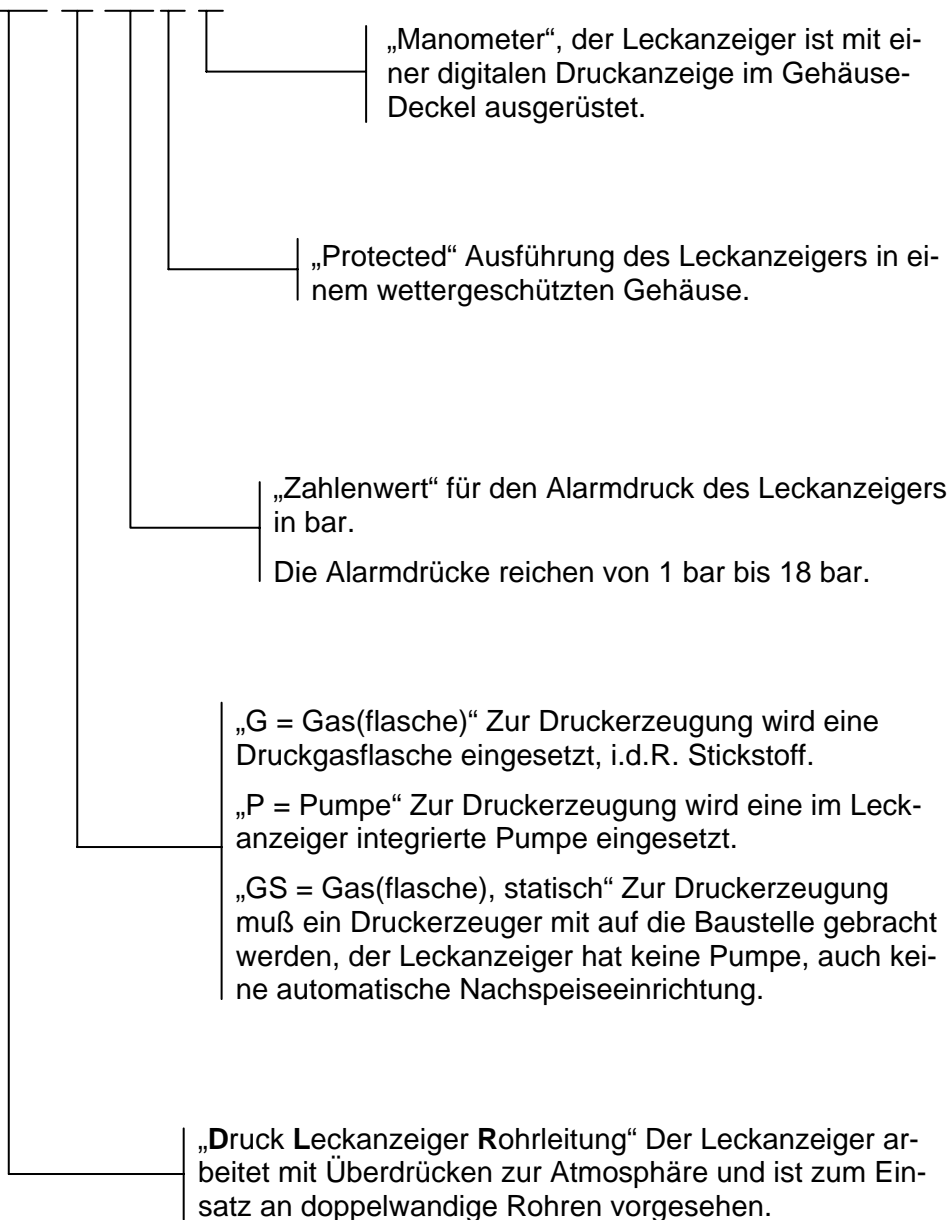 „Manometer“, der Leckanzeiger ist mit ei-
ner digitalen Druckanzeige im Gehäuse-
Deckel ausgerüstet.
„Protected“ Ausführung des Leckanzeigers in ei-
nem wettergeschützten Gehäuse.
„Zahlenwert“ für den Alarmdruck des Leckanzeigers
in bar.
Die Alarmdrücke reichen von 1 bar bis 18 bar.
„G = Gas(flasche)“ Zur Druckerzeugung wird eine
Druckgasflasche eingesetzt, i.d.R. Stickstoff.
„P = Pumpe“ Zur Druckerzeugung wird eine im Leck-
anzeiger integrierte Pumpe eingesetzt.
„GS = Gas(flasche), statisch“ Zur Druckerzeugung
muß ein Druckerzeuger mit auf die Baustelle gebracht
werden, der Leckanzeiger hat keine Pumpe, auch kei-
ne automatische Nachspeiseeinrichtung.
„Druck Leckanzeiger Rohrleitung“ Der Leckanzeiger ar-
beitet mit Überdrücken zur Atmosphäre und ist zum Ein-
satz an doppelwandige Rohren vorgesehen.